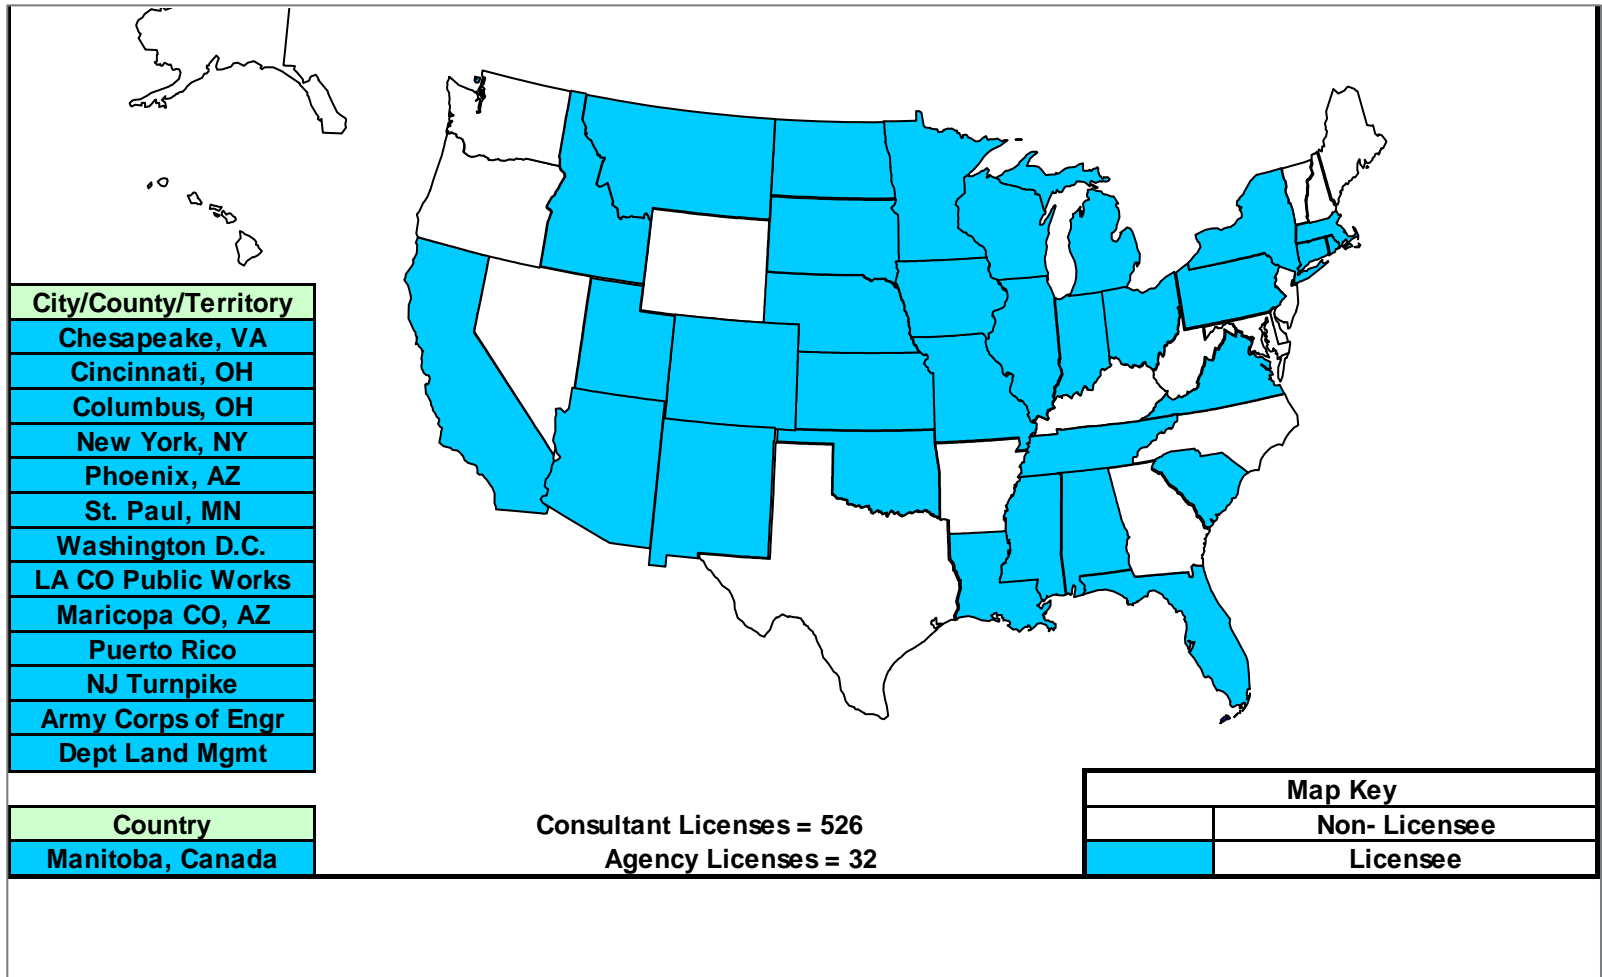 City/County/Territory
Chesapeake, VA
Cincinnati, OH
Columbus, OH
New York, NY
Phoenix, AZ
St. Paul, MN
Washington D.C.
LA CO Public Works
Maricopa CO, AZ
Puerto Rico
NJ Turnpike
Army Corps of Engr
Dept Land Mgmt
Country
Manitoba, Canada
Consultant Licenses = 526
Agency Licenses = 32
Map Key
Non- Licensee
Licensee